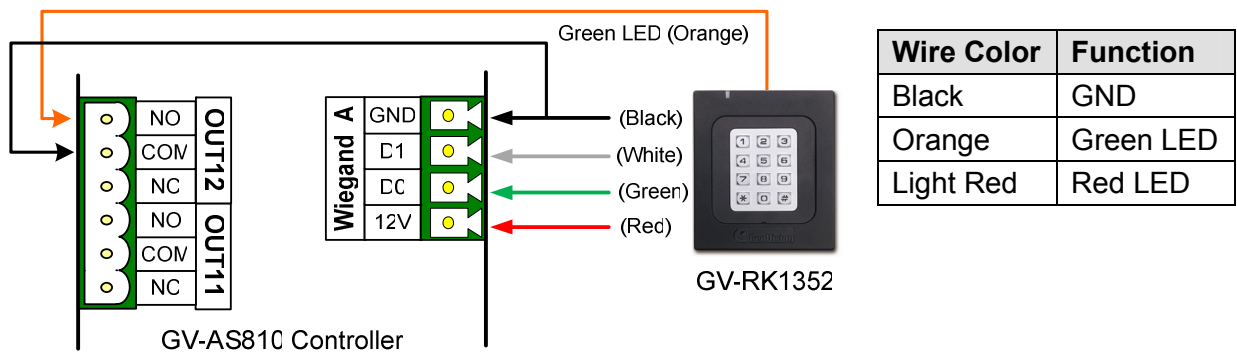 Green LED (Orange)
NO
COM
NC
OUT12
NO
COM
NC
OUT11
Wiegand A
GND
D1
D0
12V
(Black)
(White)
(Green)
(Red)
1 2 3
4 5 6
7 8 9
* 0 #
GV-RK1352
GV-AS810 Controller
Wire Color Function
Black GND
Orange Green LED
Light Red Red LED